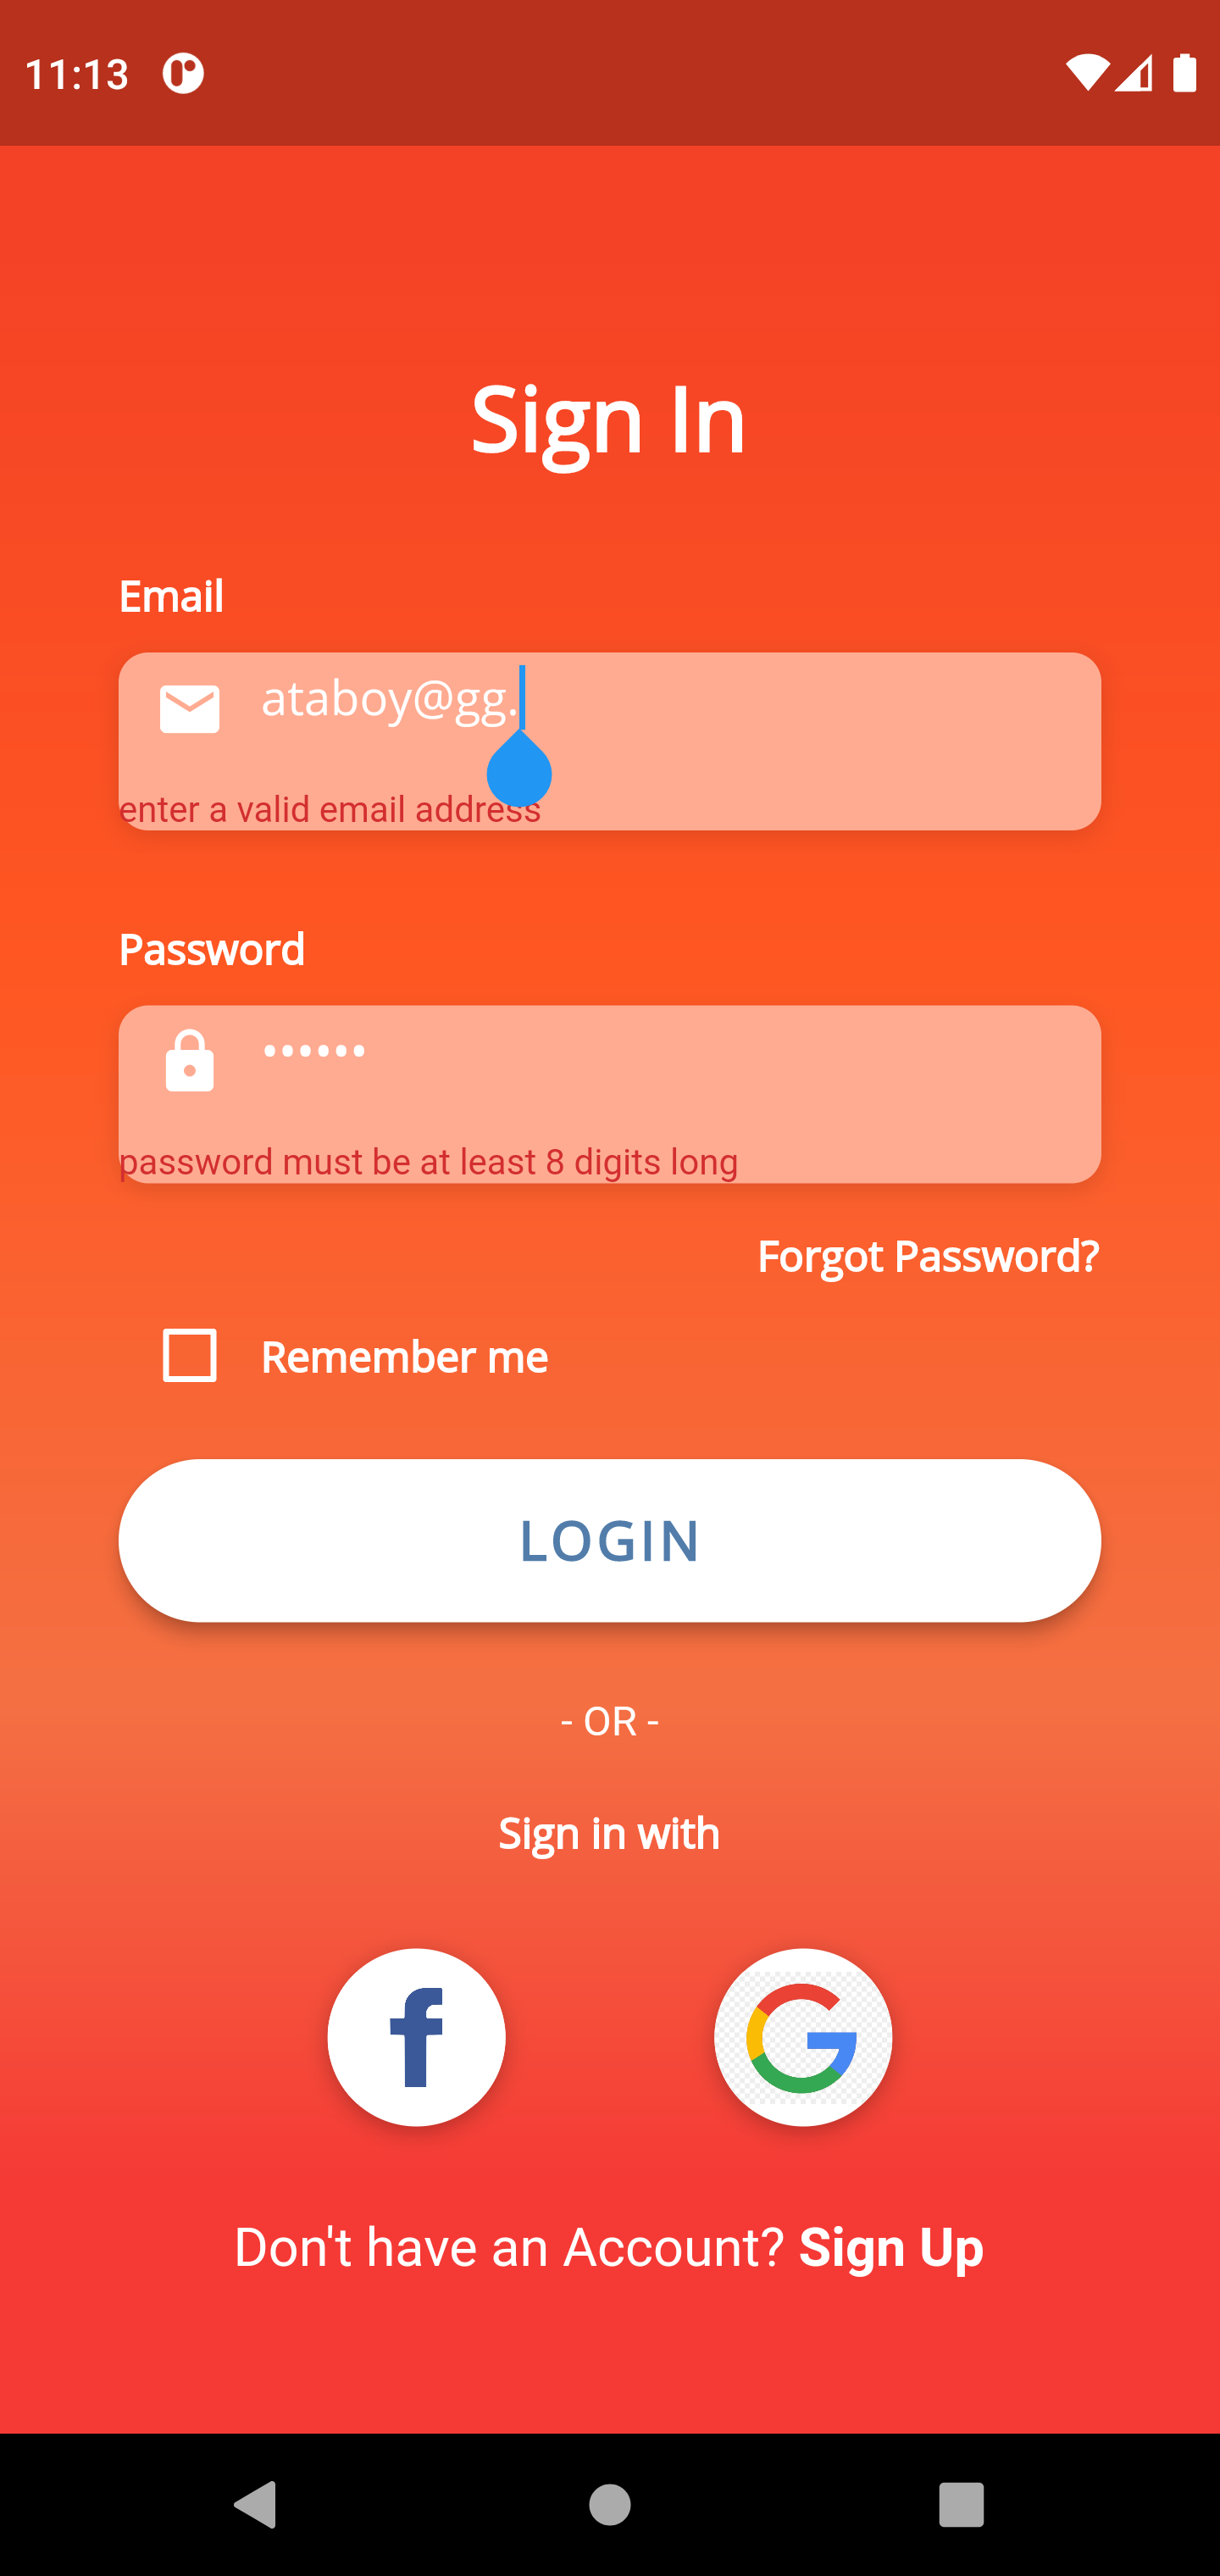 11:13
Sign In
Email
ataboy@gg.
enter a valid email address
Password
••••••
password must be at least 8 digits long
Forgot Password?
Remember me
LOGIN
- OR -
Sign in with
f G
Don't have an Account? Sign Up